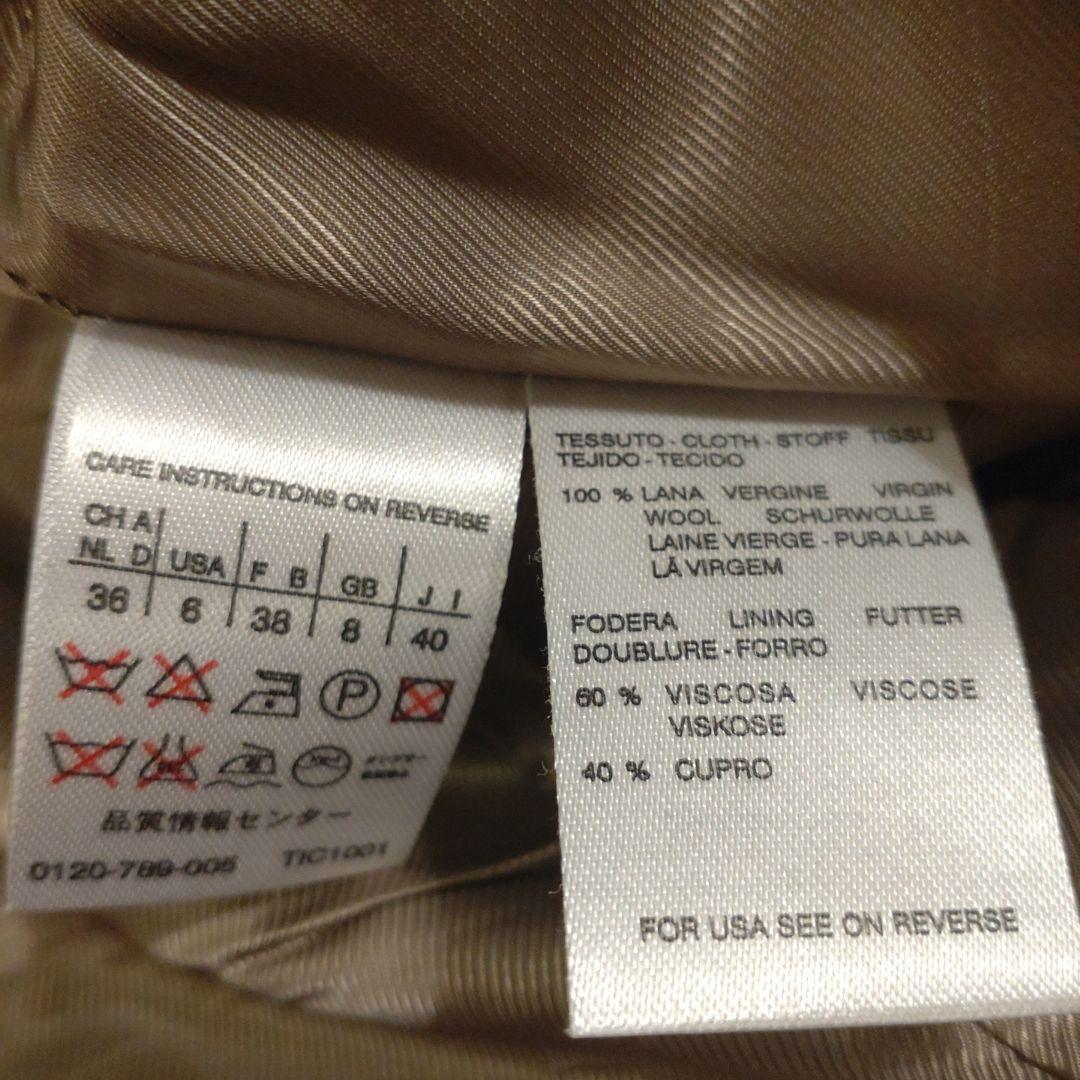 CARE INSTRUCTIONS ON REVERSE
CH A
NL D USA F B GB J I
36 6 38 8 40
P
品質情報センター
0120-789-005 TIC1001
TESSUTO - CLOTH - STOFF TISSU
TEJIDO - TECIDO
100 % LANA VERGINE VIRGIN
WOOL SCHURWOLLE
LAINE VIERGE - PURA LANA
LÃ VIRGEM
FODERA LINING FUTTER
DOUBLURE - FORRO
60 % VISCOSA VISCOSE
VISKOSE
40 % CUPRO
FOR USA SEE ON REVERSE